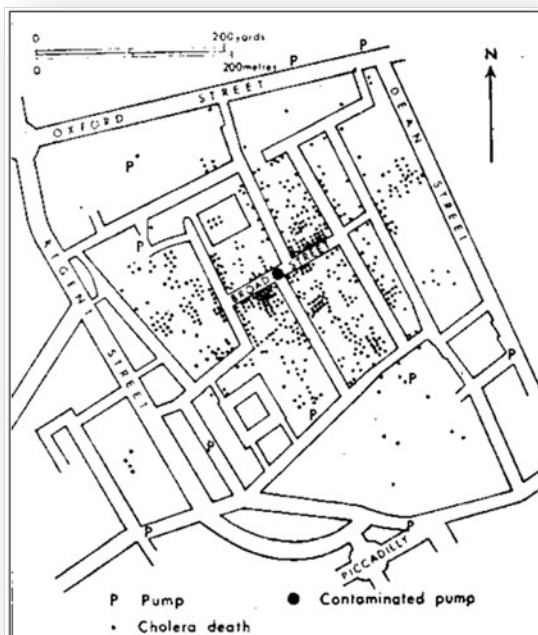 0 200 yards
0 200 metres
N
P
P
OXFORD STREET
DEAN STREET
P
REGENT STREET
P
BROAD STREET
P
P
P
P
P
P
PICCADILLY
P Pump
Contaminated pump
Cholera death